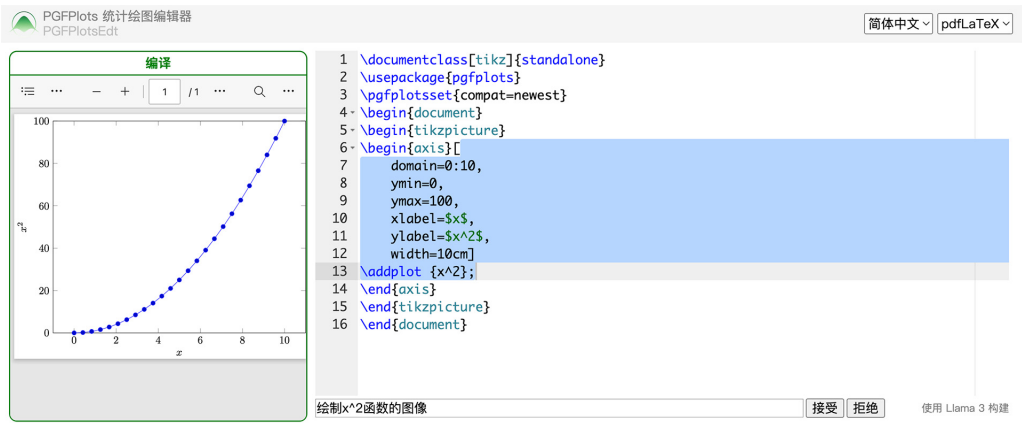 PGFPlots 统计绘图编辑器
PGFPlotsEdt
简体中文
pdfLaTeX
编译
1 /1
100
80
60
40
20
0
x^2
0 2 4 6 8 10
x
1 \documentclass[tikz]{standalone}
2 \usepackage{pgfplots}
3 \pgfplotsset{compat=newest}
4 \begin{document}
5 \begin{tikzpicture}
6 \begin{axis}[
7     domain=0:10,
8     ymin=0,
9     ymax=100,
10     xlabel=$x$,
11     ylabel=$x^2$,
12     width=10cm]
13 \addplot {x^2};
14 \end{axis}
15 \end{tikzpicture}
16 \end{document}
绘制x^2函数的图像
接受
拒绝
使用 Llama 3 构建